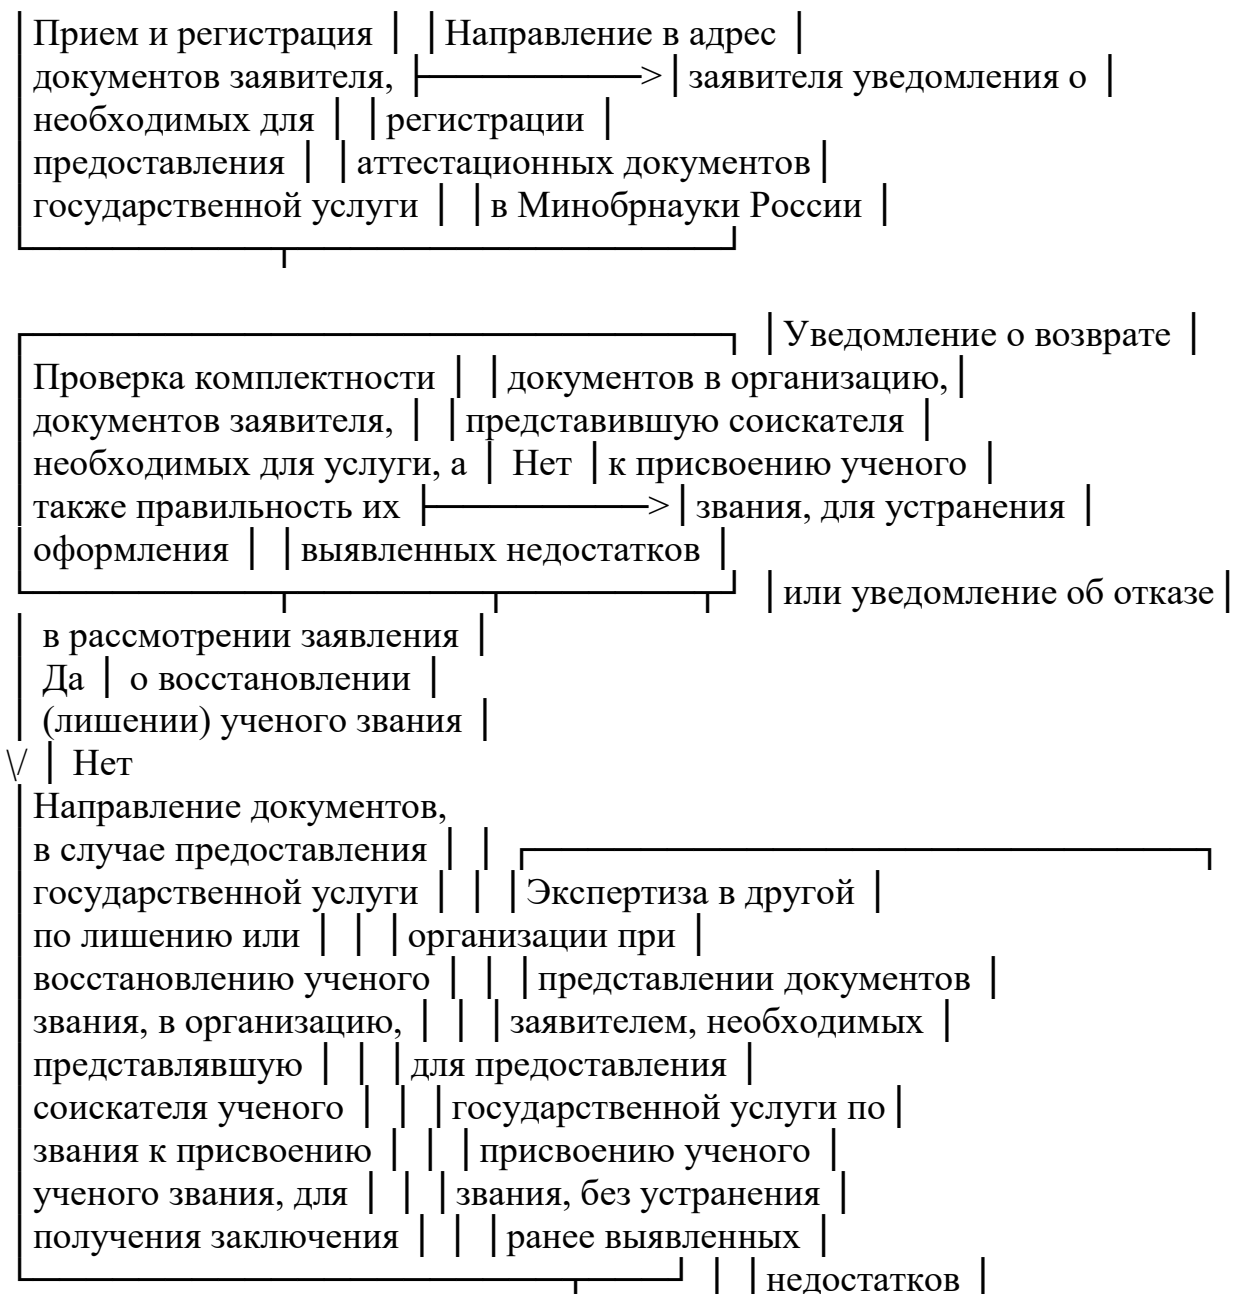 │Прием и регистрация │ │Направление в адрес │
│документов заявителя, ├────────>│заявителя уведомления о │
│необходимых для │ │регистрации │
│предоставления │ │аттестационных документов│
│государственной услуги │ │в Минобрнауки России │
└──────────┬─────────────────┘
┌───────────────────────────┐ │Уведомление о возврате │
│Проверка комплектности │ │документов в организацию,│
│документов заявителя, │ │представившую соискателя │
│необходимых для услуги, а │ Нет │к присвоению ученого │
│также правильность их ├────────>│звания, для устранения │
│оформления │ │выявленных недостатков │
└──────────┬───────┬───────┬┘ │или уведомление об отказе│
│ в рассмотрении заявления │
│ Да │ о восстановлении │
│ (лишении) ученого звания │
\/ │ Нет
│Направление документов,
│в случае предоставления │ │ ┌──────────────────────────┐
│государственной услуги │ │ │Экспертиза в другой │
│по лишению или │ │ │организации при │
│восстановлению ученого │ │ │представлении документов │
│звания, в организацию, │ │ │заявителем, необходимых │
│представлявшую │ │ │для предоставления │
│соискателя ученого │ │ │государственной услуги по│
│звания к присвоению │ │ │присвоению ученого │
│ученого звания, для │ │ │звания, без устранения │
│получения заключения │ │ │ранее выявленных │
└─────────────────────┬────┘ │ │недостатков │